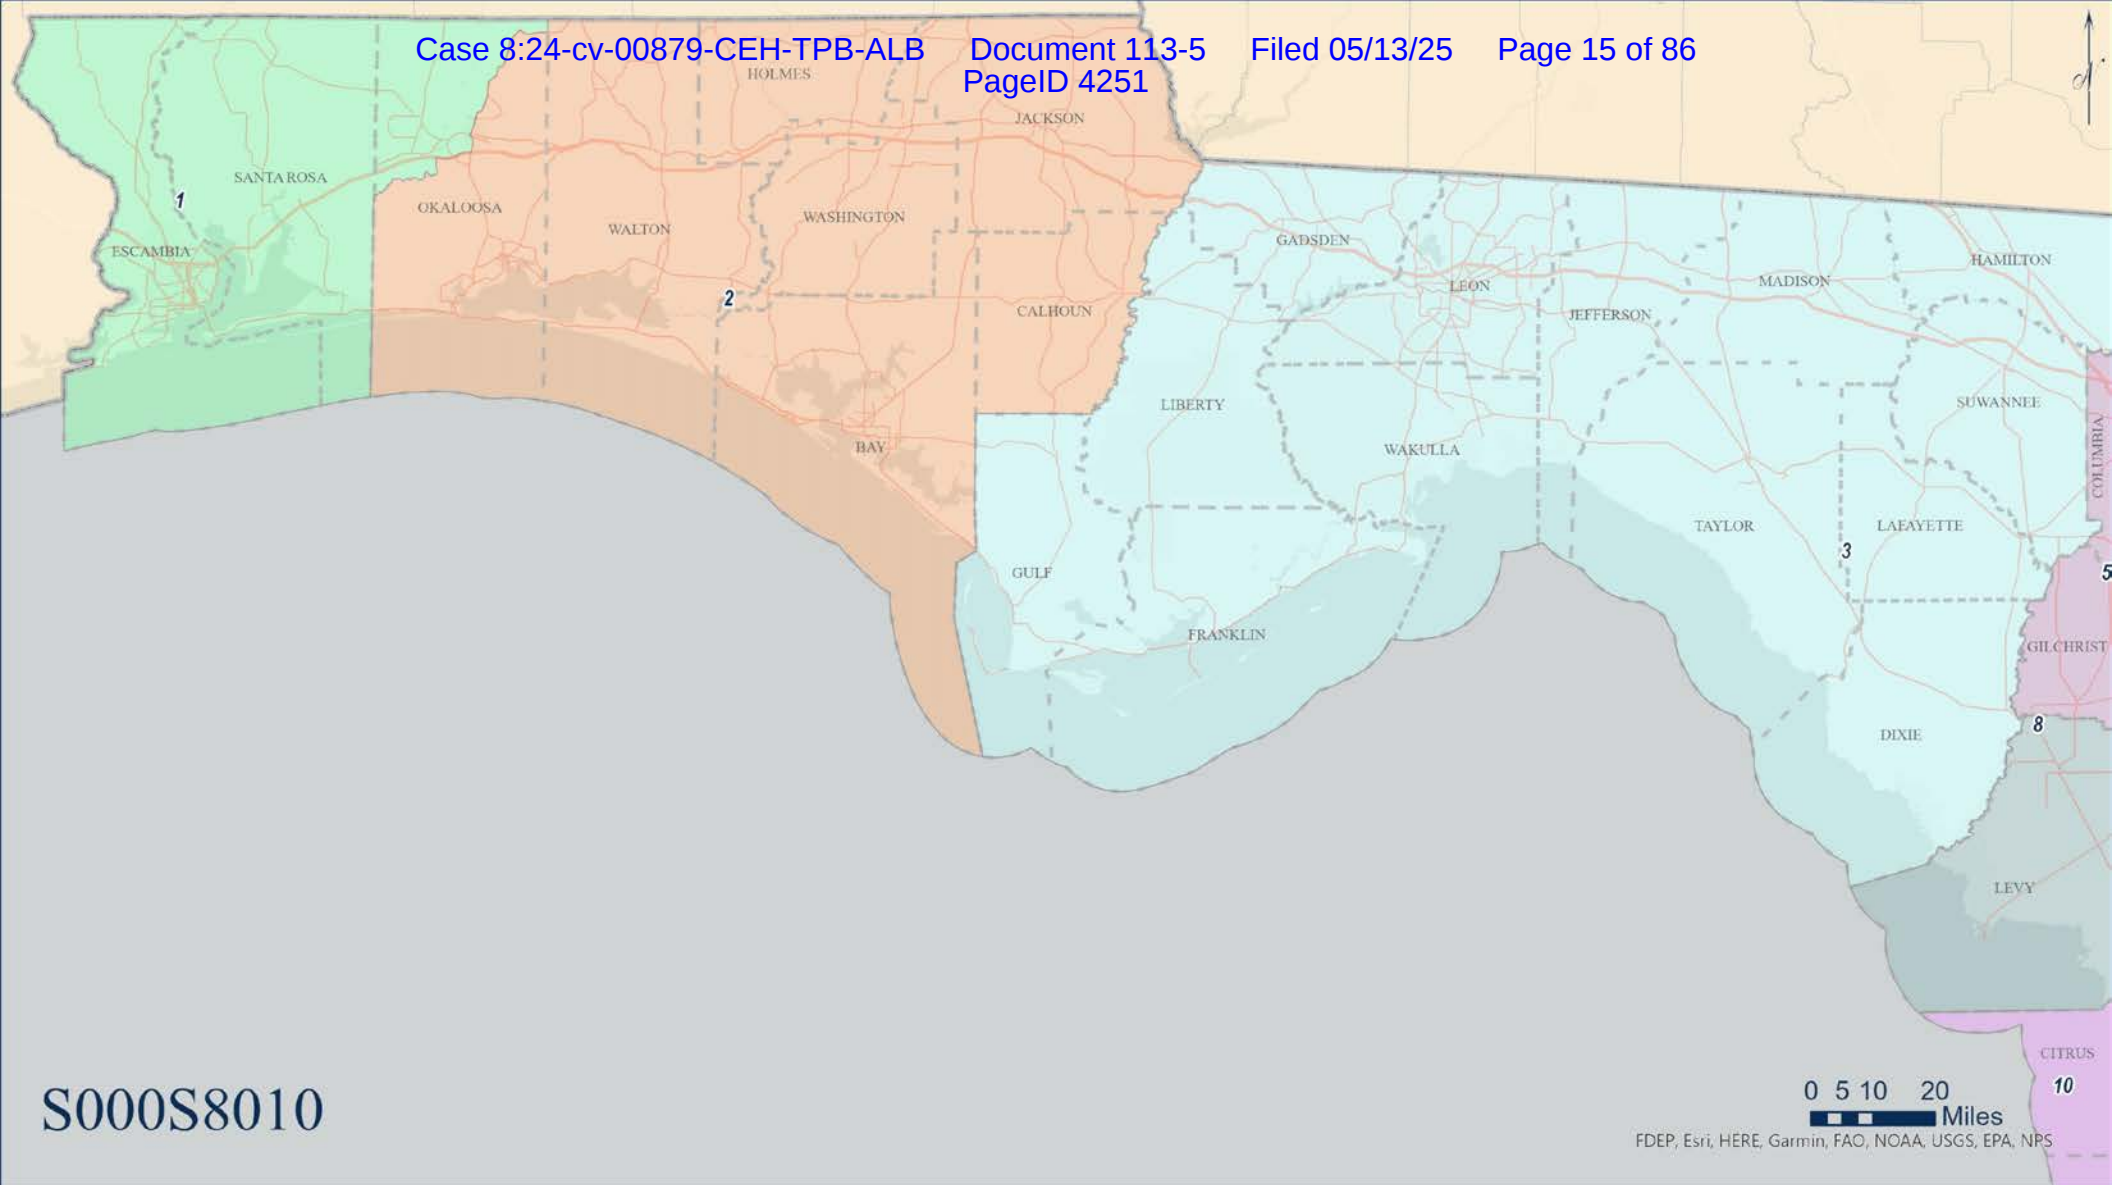 Case 8:24-cv-00879-CEH-TPB-ALB Document 113-5 Filed 05/13/25 Page 15 of 86
PageID 4251
HOLMES
JACKSON
SANTA ROSA
1
OKALOOSA
WALTON
WASHINGTON
ESCAMBIA
GADSDEN
HAMILTON
LEON
MADISON
2
CALHOUN
JEFFERSON
LIBERTY
SUWANNEE
BAY
WAKULLA
COLUMBIA
TAYLOR
LAFAYETTE
3
GULF
5
FRANKLIN
GILCHRIST
8
DIXIE
LEVY
CITRUS
10
S000S8010
0 5 10 20
Miles
FDEP, Esri, HERE, Garmin, FAO, NOAA, USGS, EPA, NPS
N